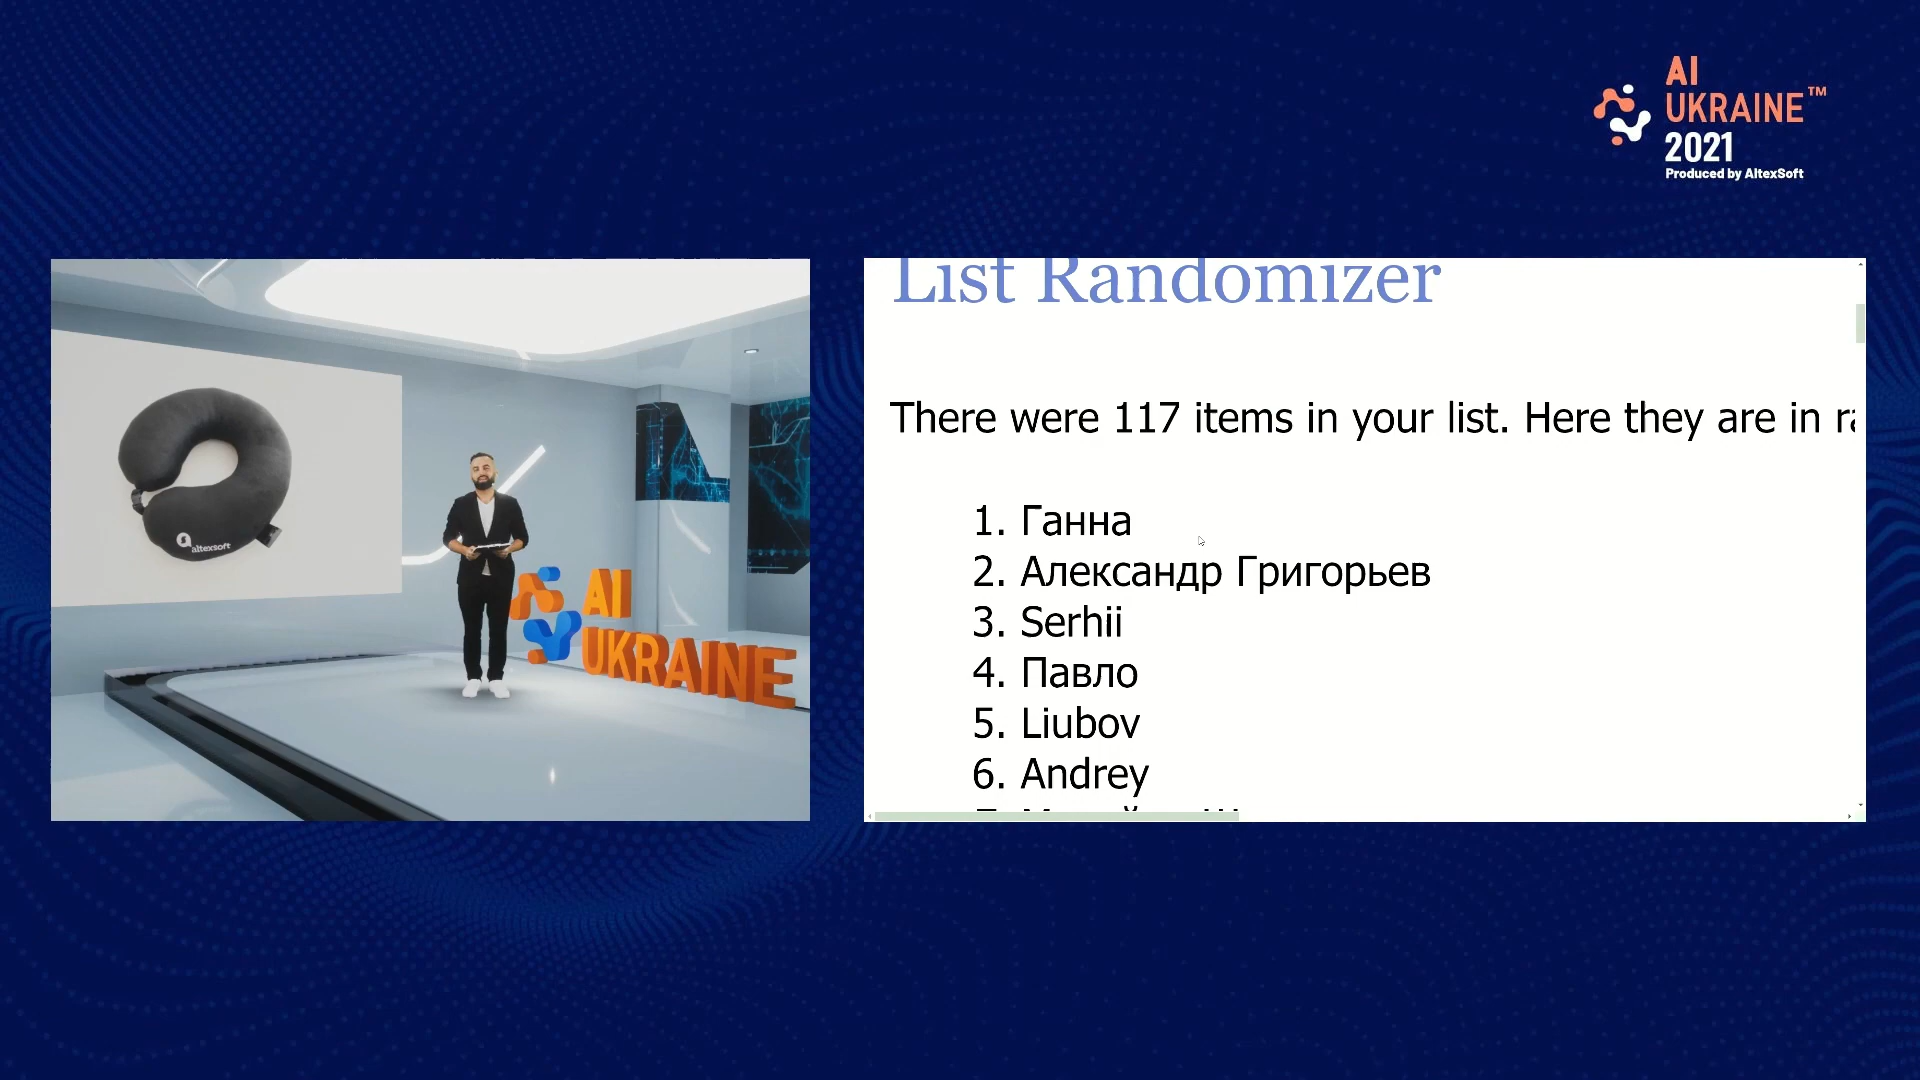 AI
UKRAINE™
2021
Produced by AltexSoft
altexsoft
AI
UKRAINE
List Randomizer
There were 117 items in your list. Here they are in
1. Ганна
2. Александр Григорьев
3. Serhii
4. Павло
5. Liubov
6. Andrey